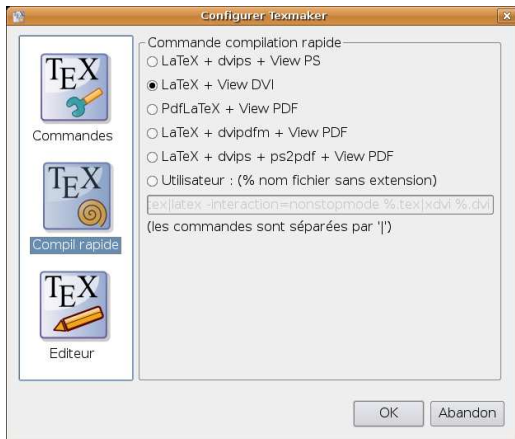 Configurer Texmaker
TEX
Commandes
TEX
Compil rapide
TEX
Editeur
Commande compilation rapide
LaTeX + dvips + View PS
LaTeX + View DVI
PdfLaTeX + View PDF
LaTeX + dvipdfm + View PDF
LaTeX + dvips + ps2pdf + View PDF
Utilisateur : (% nom fichier sans extension)
tex|latex -interaction=nonstopmode %.tex|xdvi %.dvi
(les commandes sont séparées par '|')
OK Abandon